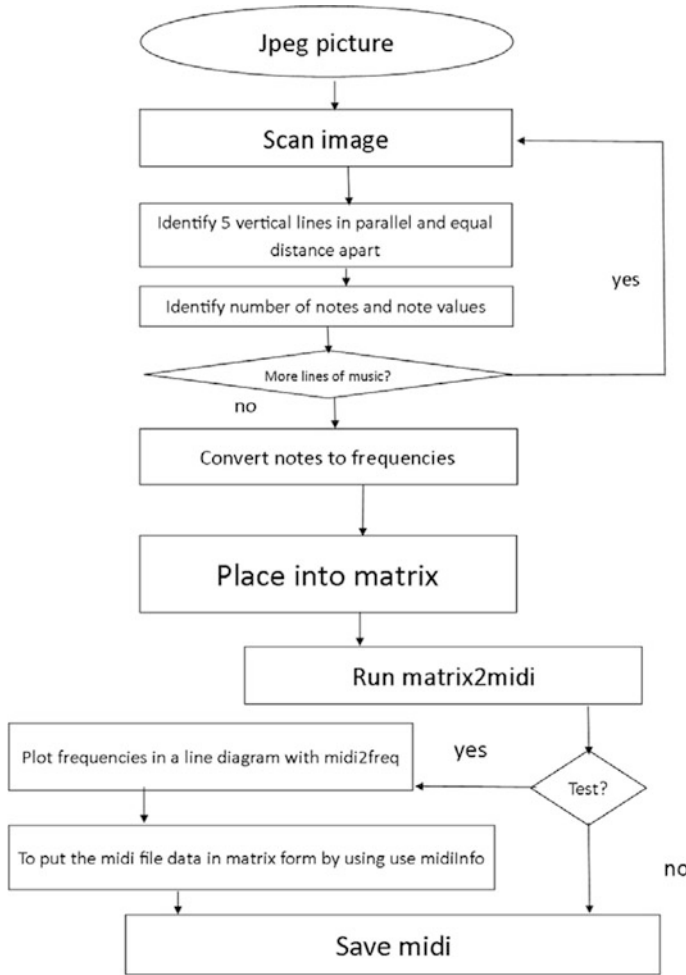 Jpeg picture
Scan image
Identify 5 vertical lines in parallel and equal
distance apart
yes
Identify number of notes and note values
More lines of music?
no
Convert notes to frequencies
Place into matrix
Run matrix2midi
Plot frequencies in a line diagram with midi2freq
yes
Test?
To put the midi file data in matrix form by using use midiInfo
no
Save midi